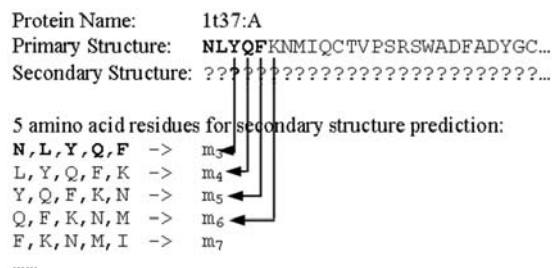 Protein Name: 1t37:A
Primary Structure: NLYQFKNMIQCTVPSRSWADFADYGC...
Secondary Structure: ??????????????????????????...
5 amino acid residues for secondary structure prediction:
N,L,Y,Q,F -> m3
L,Y,Q,F,K -> m4
Y,Q,F,K,N -> m5
Q,F,K,N,M -> m6
F,K,N,M,I -> m7
......